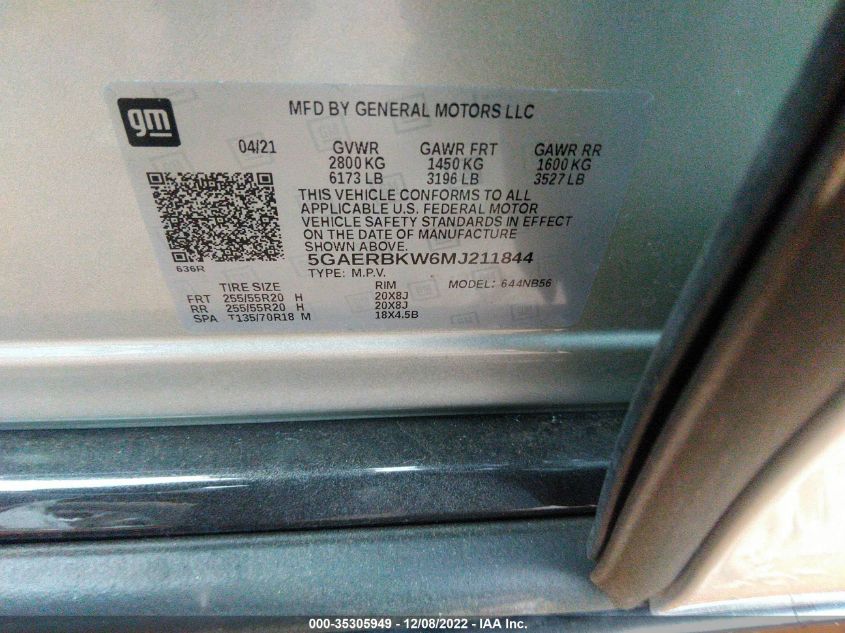 gm
MFD BY GENERAL MOTORS LLC
04/21 GVWR GAWR FRT GAWR RR
2800 KG 1450 KG 1600 KG
6173 LB 3196 LB 3527 LB
THIS VEHICLE CONFORMS TO ALL
APPLICABLE U.S. FEDERAL MOTOR
VEHICLE SAFETY STANDARDS IN EFFECT
ON THE DATE OF MANUFACTURE
SHOWN ABOVE.
636R
5GAERBKW6MJ211844
TYPE: M.P.V. MODEL: 644NB56
TIRE SIZE RIM
FRT 255/55R20 H 20X8J
RR 255/55R20 H 20X8J
SPA T135/70R18 M 18X4.5B
000-35305949 - 12/08/2022 - IAA Inc.